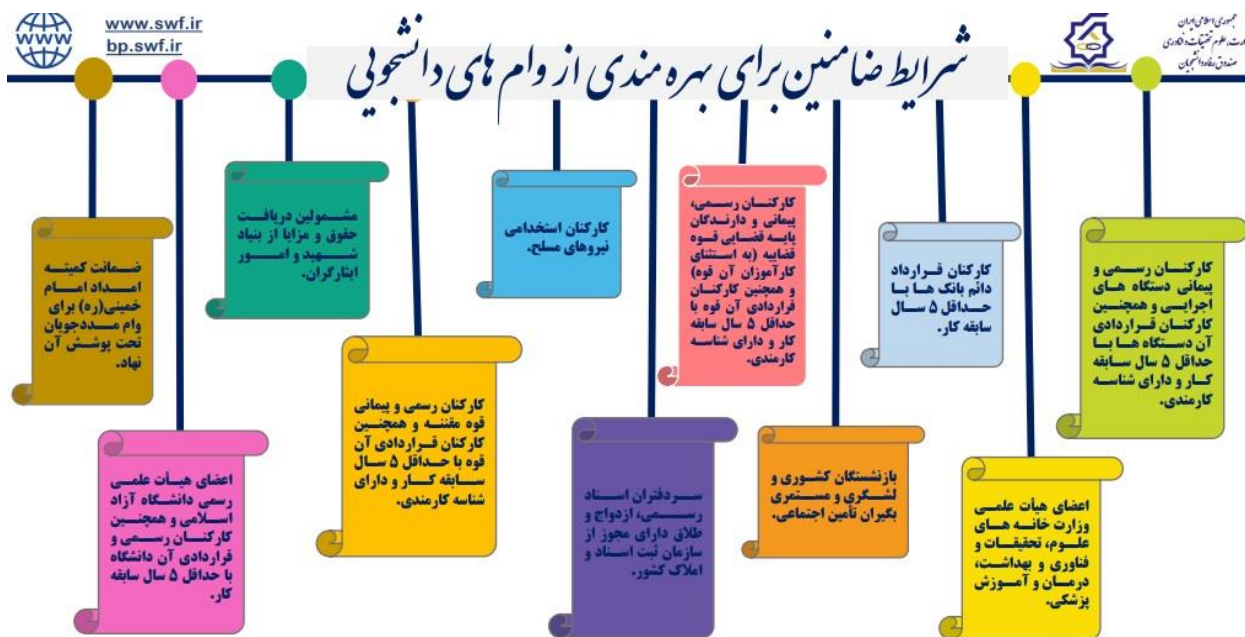 جمهوری اسلامی ایران
وزارت علوم تحقیقات و فناوری
صندوق رفاه دانشجویان
شرایط ضامنین برای بهره مندی از وام های دانشجویی
www.swf.ir
bp.swf.ir
WWW
کارکنان رسمی و
پیمانی دستگاه های
اجرایی و همچنین
کارکنان قراردادی
آن دستگاه ها با
حداقل ۵ سال سابقه
کار و دارای شناسه
کارمندی.
اعضای هیأت علمی
وزارت خانه های
علوم، تحقیقات و
فناوری و بهداشت،
درمان و آموزش
پزشکی.
کارکنان قرارداد
دائم بانک ها با
حداقل ۵ سال
سابقه کار.
بازنشستگان کشوری و
لشگری و مستمری
بگیران تأمین اجتماعی.
کارکنان رسمی،
پیمانی و دارندگان
پایه قضایی قوه
قضاییه (به استثنای
کارآموزان آن قوه)
و همچنین کارکنان
قراردادی آن قوه با
حداقل ۵ سال سابقه
کار و دارای شناسه
کارمندی.
سردفتران اسناد
رسمی، ازدواج و
طلاق دارای مجوز از
سازمان ثبت اسناد و
املاک کشور.
کارکنان استخدامی
نیروهای مسلح.
کارکنان رسمی و پیمانی
قوه مقننه و همچنین
کارکنان قراردادی آن
قوه با حداقل ۵ سال
سابقه کار و دارای
شناسه کارمندی.
مشمولین دریافت
حقوق و مزایا از بنیاد
شهید و امور
ایثارگران.
اعضای هیأت علمی
رسمی دانشگاه آزاد
اسلامی و همچنین
کارکنان رسمی و
قراردادی آن دانشگاه
با حداقل ۵ سال سابقه
کار.
ضمانت کمیته
امداد امام
خمینی(ره) برای
وام مددجویان
تحت پوشش آن
نهاد.